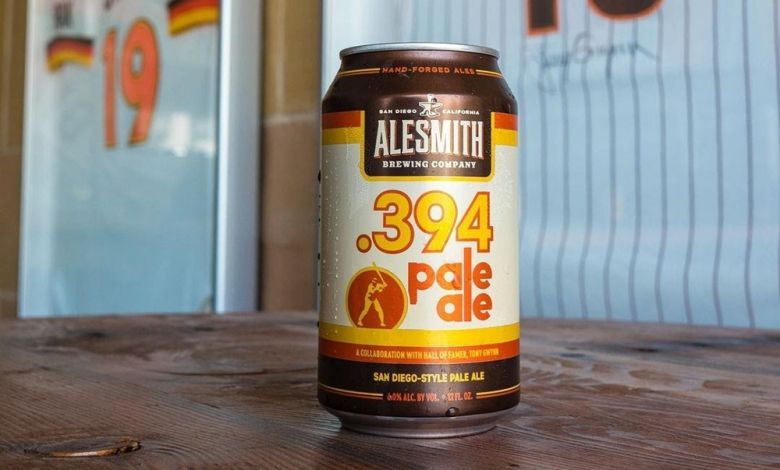 19
HAND-FORGED ALES
SAN DIEGO CALIFORNIA
ALESMITH
BREWING COMPANY
.394
pale
ale
A COLLABORATION WITH HALL OF FAMER, TONY GWYNN
SAN DIEGO-STYLE PALE ALE
6.0% ALC. BY VOL. • 12 FL. OZ.